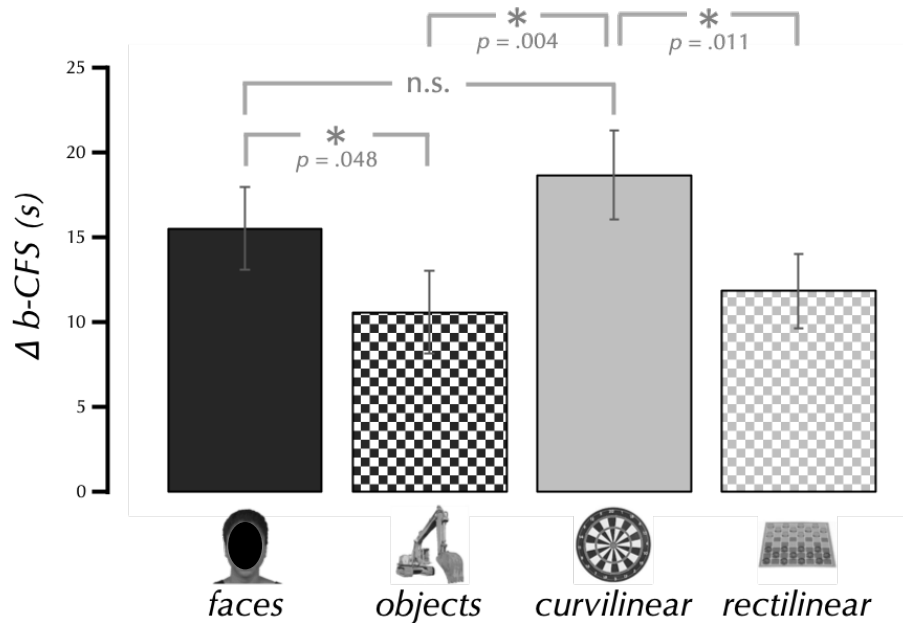 *
*
p = .004
p = .011
25
n.s.
*
20
p = .048
15
10
5
0
Δ b-CFS (s)
faces
objects
curvilinear
rectilinear